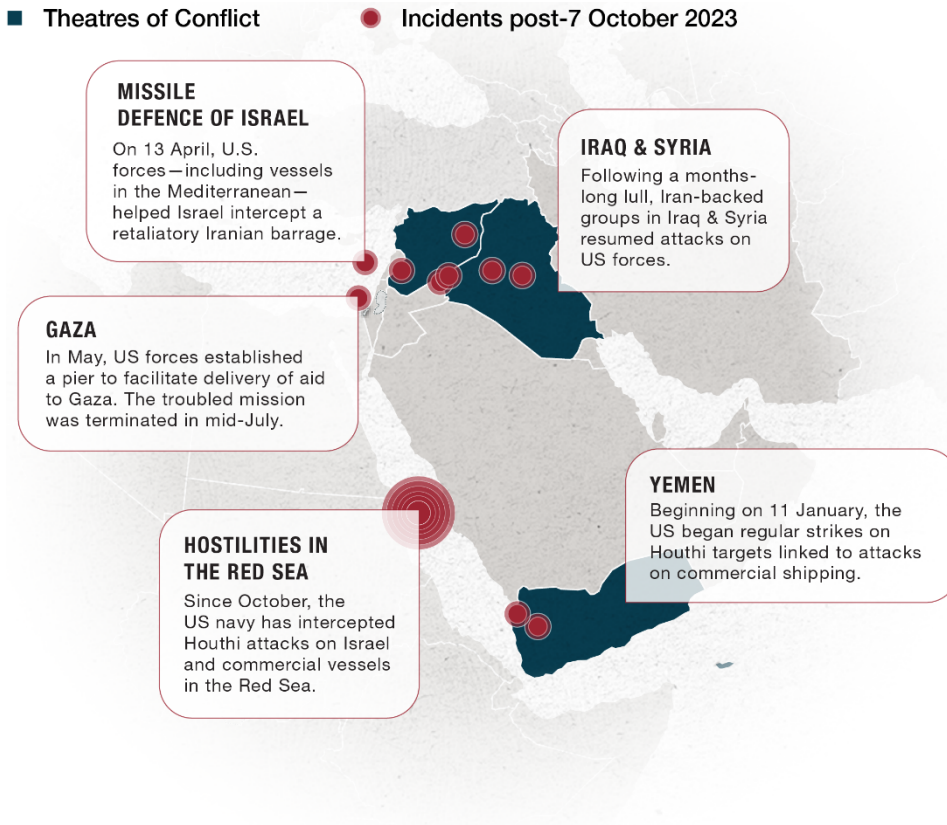 Theatres of Conflict
Incidents post-7 October 2023
MISSILE
DEFENCE OF ISRAEL
On 13 April, U.S.
forces—including vessels
in the Mediterranean—
helped Israel intercept a
retaliatory Iranian barrage.
IRAQ & SYRIA
Following a months-
long lull, Iran-backed
groups in Iraq & Syria
resumed attacks on
US forces.
GAZA
In May, US forces established
a pier to facilitate delivery of aid
to Gaza. The troubled mission
was terminated in mid-July.
YEMEN
Beginning on 11 January, the
US began regular strikes on
Houthi targets linked to attacks
on commercial shipping.
HOSTILITIES IN
THE RED SEA
Since October, the
US navy has intercepted
Houthi attacks on Israel
and commercial vessels
in the Red Sea.